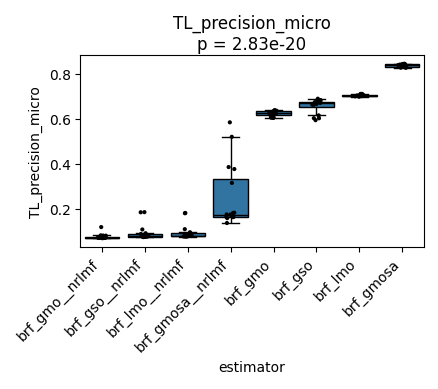 TL_precision_micro
p = 2.83e-20
TL_precision_micro
0.8
0.6
0.4
0.2
brf_gmo__nrlmf
brf_gso__nrlmf
brf_lmo__nrlmf
brf_gmosa__nrlmf
brf_gmo
brf_gso
brf_lmo
brf_gmosa
estimator